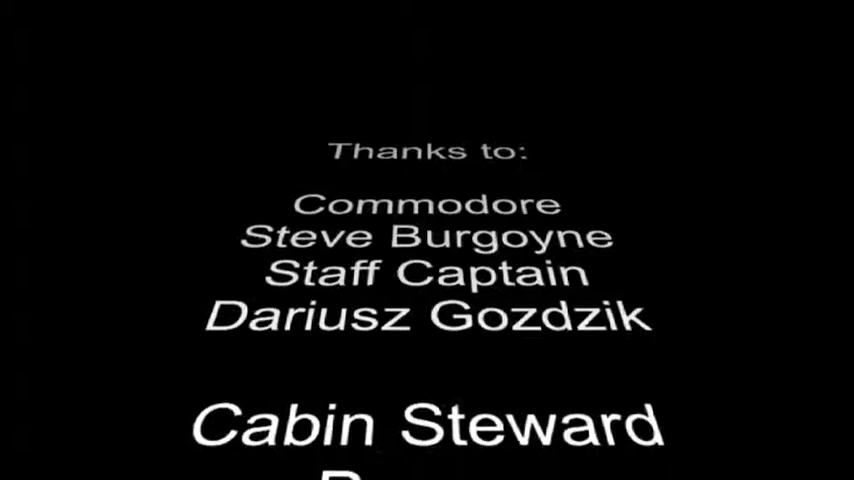 Thanks to:
Commodore
Steve Burgoyne
Staff Captain
Dariusz Gozdzik
Cabin Steward